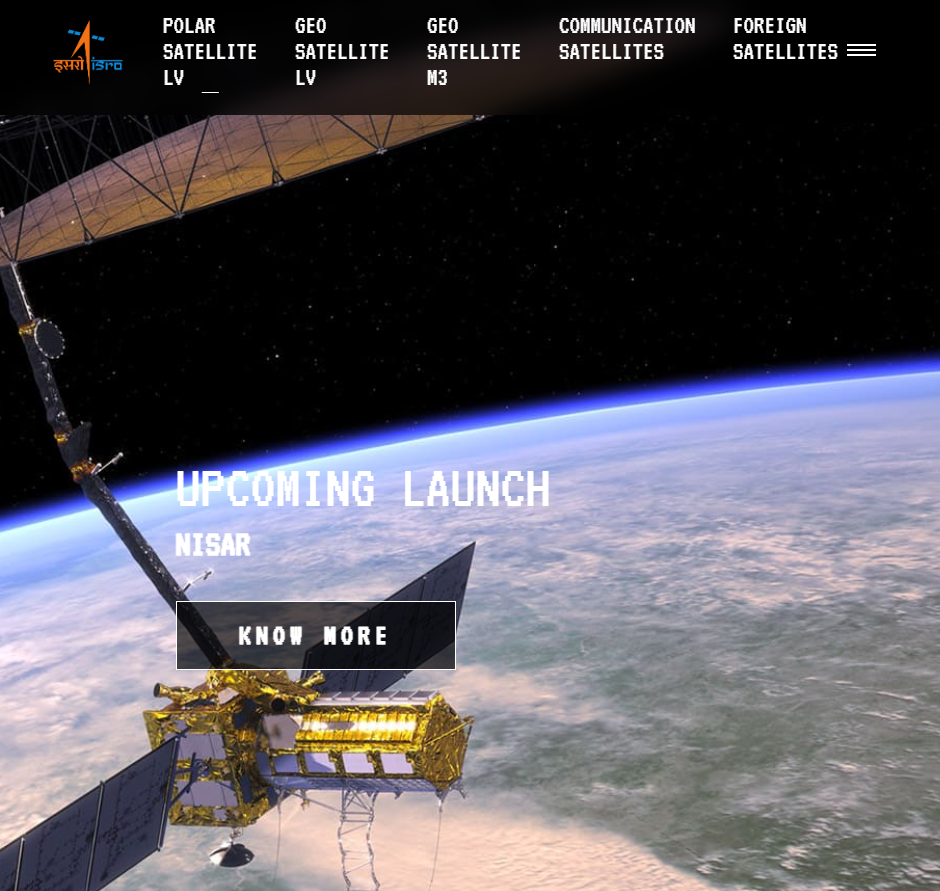 इसरो isro
POLAR SATELLITE LV
GEO SATELLITE LV
GEO SATELLITE M3
COMMUNICATION SATELLITES
FOREIGN SATELLITES
UPCOMING LAUNCH
NISAR
KNOW MORE